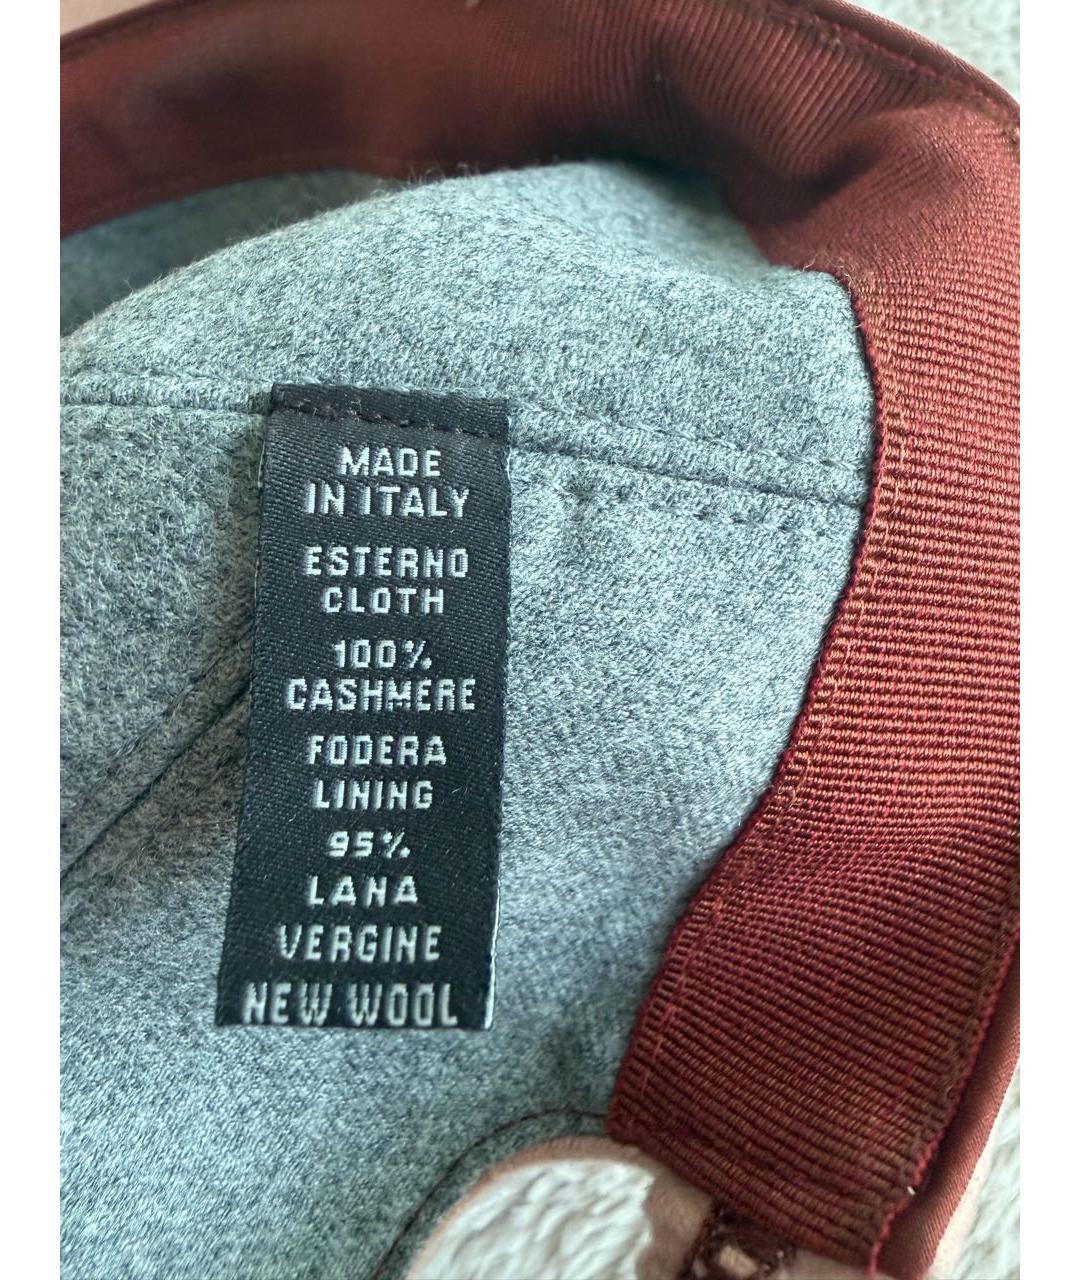 MADE
IN ITALY
ESTERNO
CLOTH
100%
CASHMERE
FODERA
LINING
95%
LANA
VERGINE
NEW WOOL